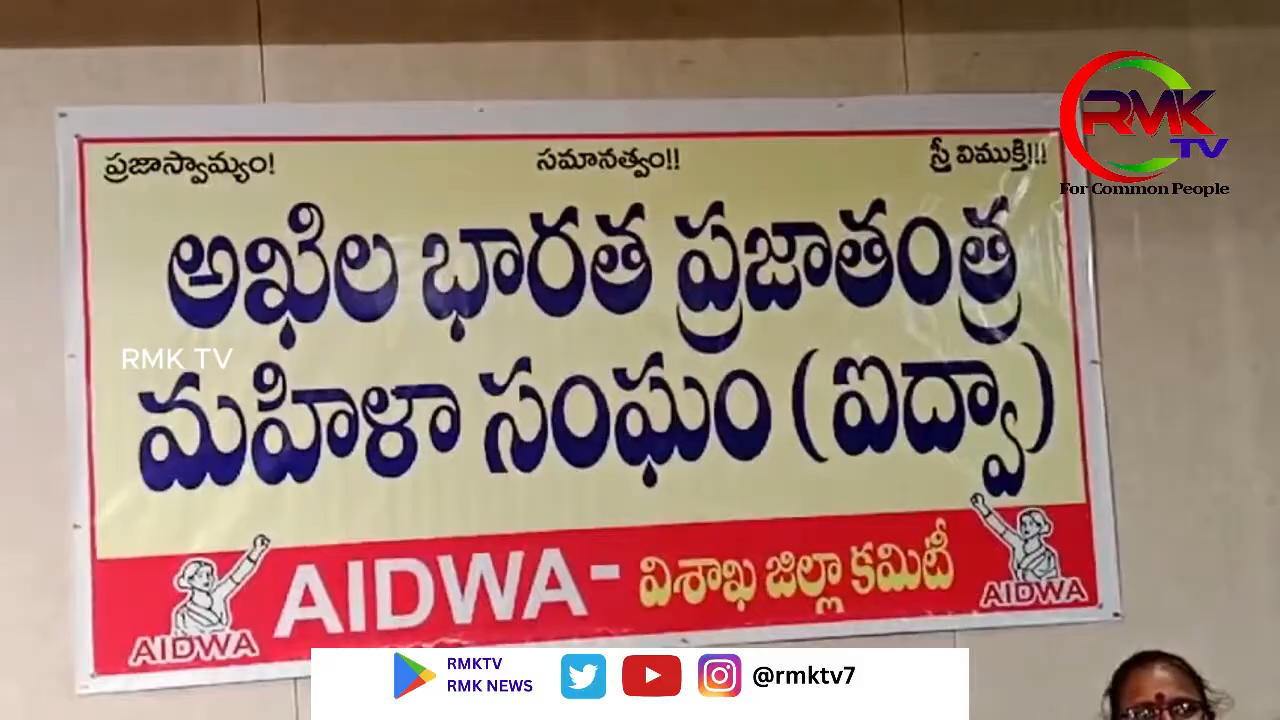 ప్రజాస్వామ్యం! సమానత్వం!! స్త్రీ విముక్తి!!!
RMK
TV
For Common People
అఖిల భారత ప్రజాతంత్ర
RMK TV
మహిళా సంఘం (ఐద్వా)
AIDWA- విశాఖ జిల్లా కమిటీ
AIDWA
AIDWA
RMKTV
RMK NEWS
@rmktv7